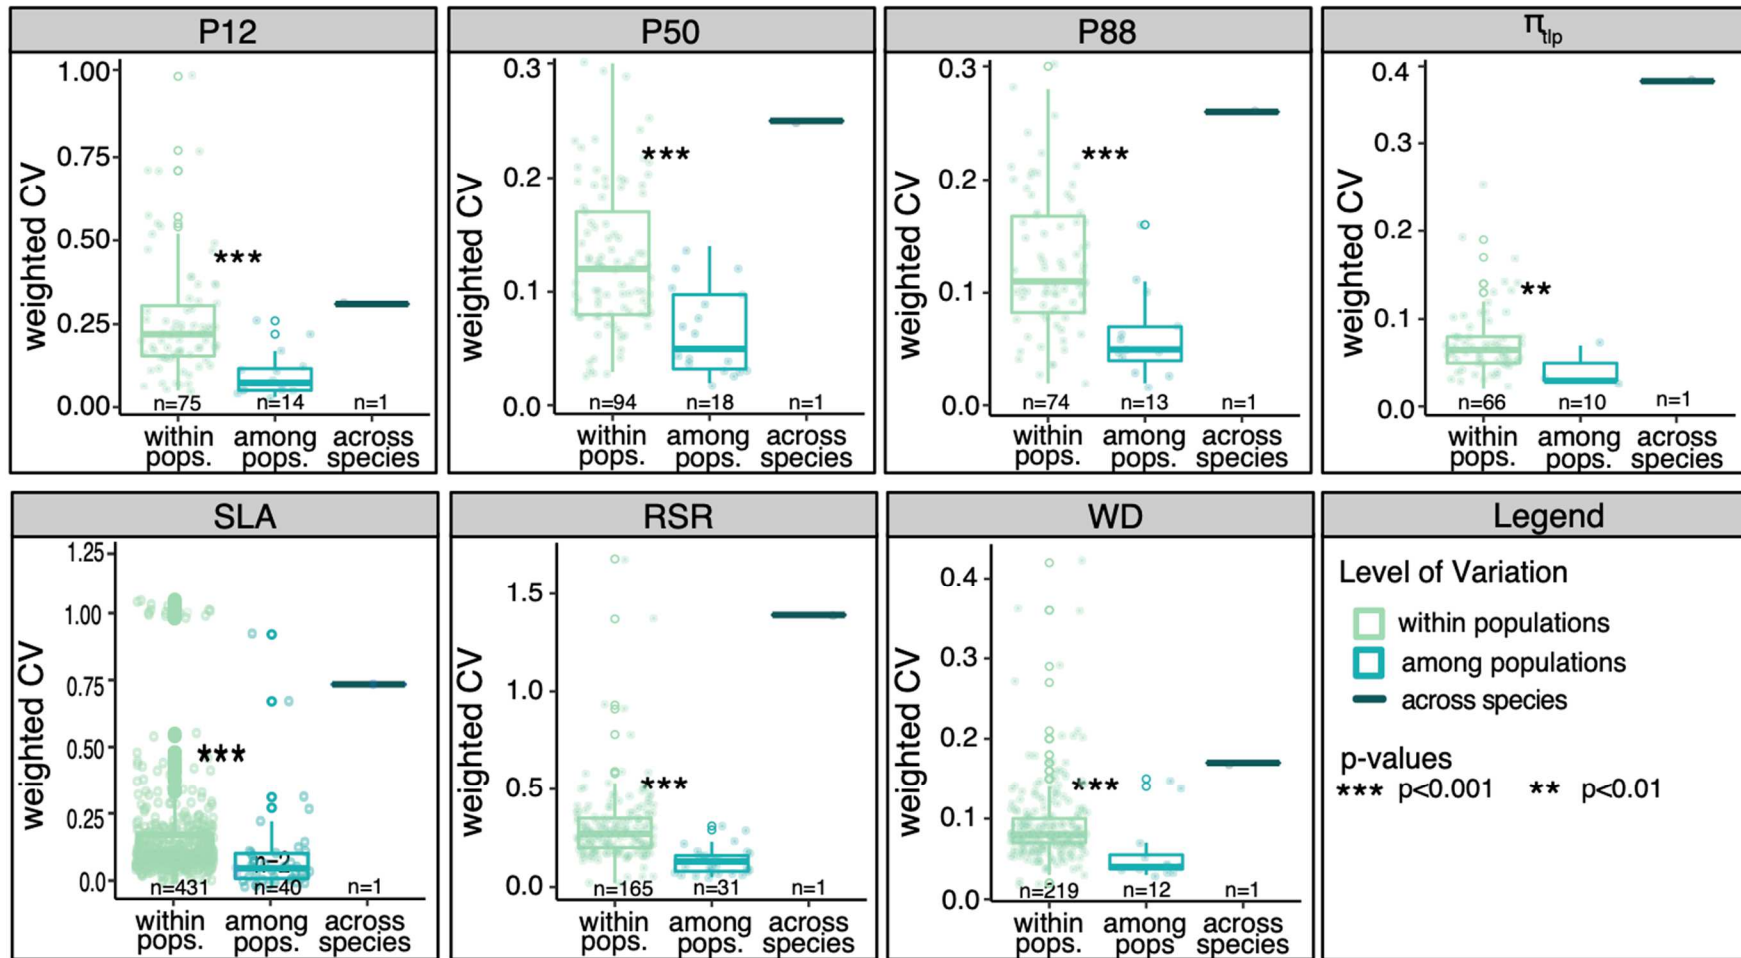 P12
P50
P88
πtlp
weighted CV
1.00
0.75
0.50
0.25
0.00
***
n=75
n=14
n=1
within pops.
among pops.
across species
weighted CV
0.3
0.2
0.1
0.0
***
n=94
n=18
n=1
within pops.
among pops.
across species
weighted CV
0.3
0.2
0.1
0.0
***
n=74
n=13
n=1
within pops.
among pops.
across species
weighted CV
0.4
0.3
0.2
0.1
0.0
**
n=66
n=10
n=1
within pops.
among pops.
across species
SLA
RSR
WD
Legend
weighted CV
1.25
1.00
0.75
0.50
0.25
0.0
***
n=431
n=40
n=1
within pops.
among pops.
across species
weighted CV
1.5
1.0
0.5
0.0
***
n=165
n=31
n=1
within pops.
among pops.
across species
weighted CV
0.4
0.3
0.2
0.1
0.0
***
n=219
n=12
n=1
within pops.
among pops
across species
Level of Variation
within populations
among populations
across species
p-values
*** p<0.001 ** p<0.01